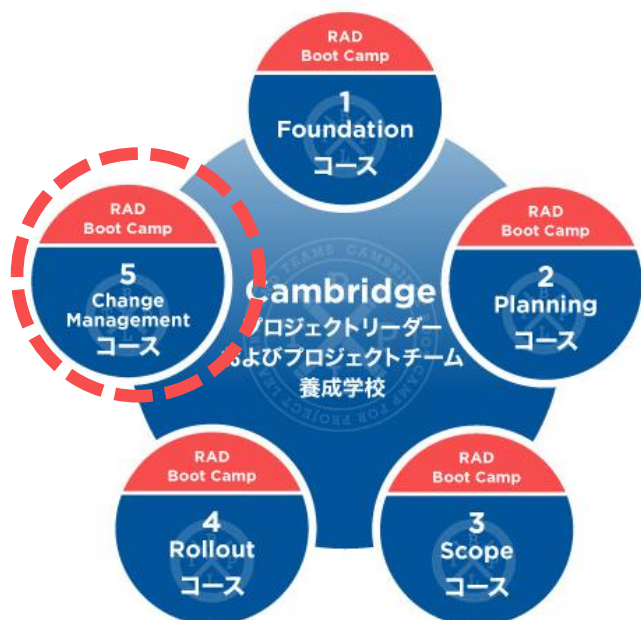 RAD
Boot Camp
1
Foundation
コース
RAD
Boot Camp
2
Planning
コース
RAD
Boot Camp
3
Scope
コース
RAD
Boot Camp
4
Rollout
コース
RAD
Boot Camp
5
Change
Management
コース
Cambridge
プロジェクトリーダー
およびプロジェクトチーム
養成学校